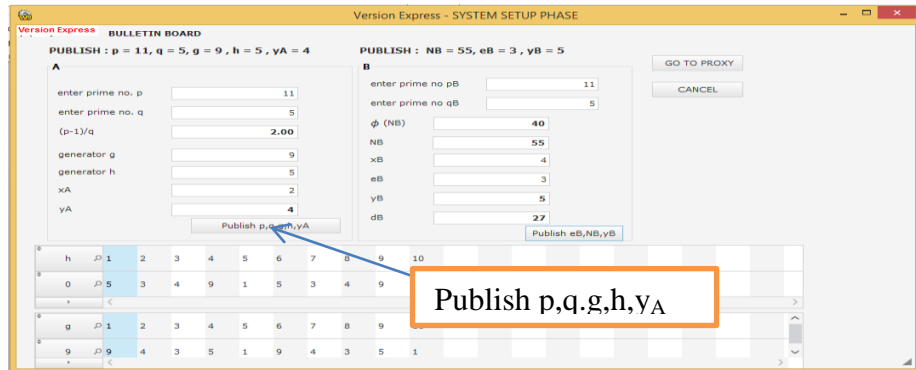 Version Express - SYSTEM SETUP PHASE
Version Express
BULLETIN BOARD
PUBLISH : p = 11, q = 5, g = 9 , h = 5 , yA = 4
PUBLISH : NB = 55, eB = 3 , yB = 5
A
enter prime no. p 11
enter prime no. q 5
(p-1)/q 2.00
generator g 9
generator h 5
xA 2
yA 4
Publish p,q,g,h,yA
B
enter prime no pB 11
enter prime no qB 5
ϕ (NB) 40
NB 55
xB 4
eB 3
yB 5
dB 27
Publish eB,NB,yB
GO TO PROXY
CANCEL
h 1 2 3 4 5 6 7 8 9 10
0 5 3 4 9 1 5 3 4 9
g 1 2 3 4 5 6 7 8 9
9 9 4 3 5 1 9 4 3 5 1
Publish p,q.g,h,yA